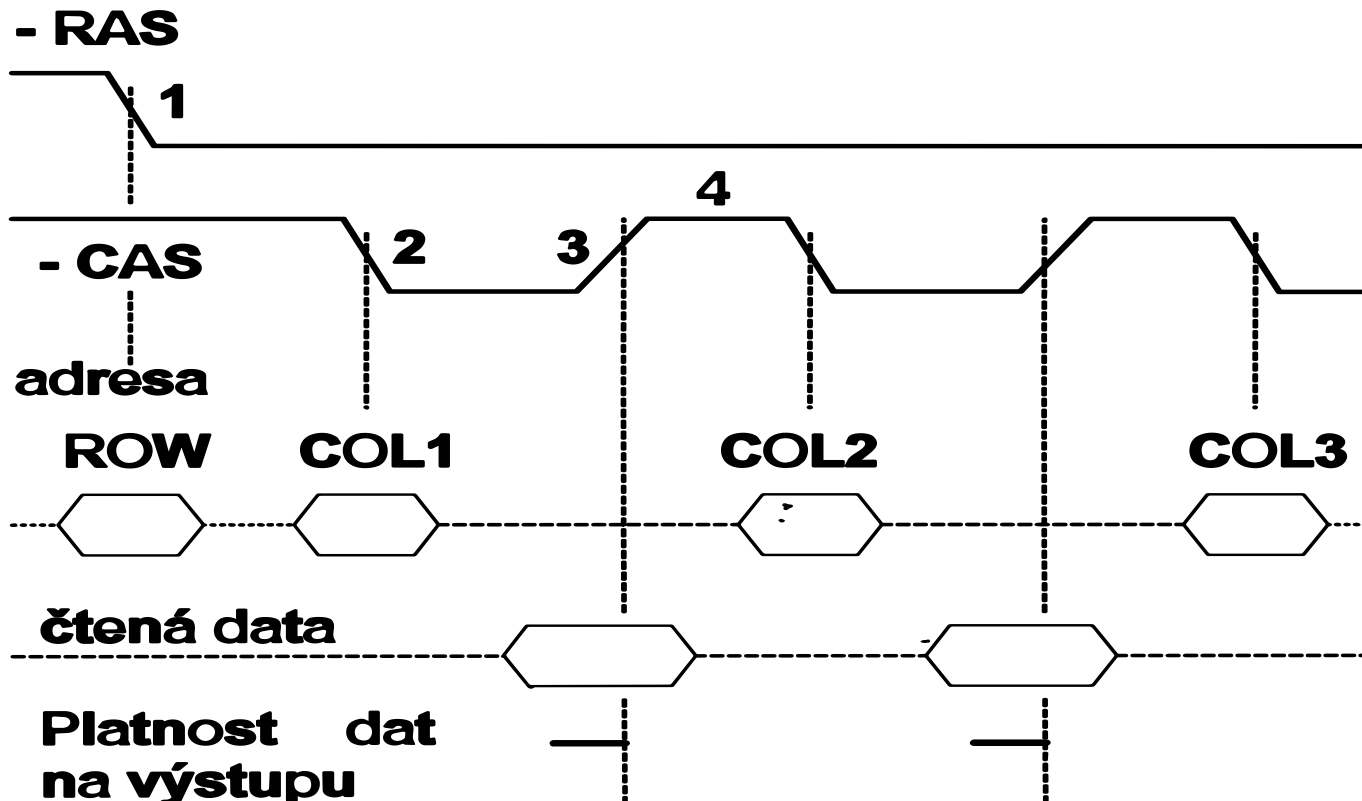 - RAS
1
4
- CAS
2
3
adresa
ROW COL1 COL2 COL3
čtená data
Platnost dat
na výstupu